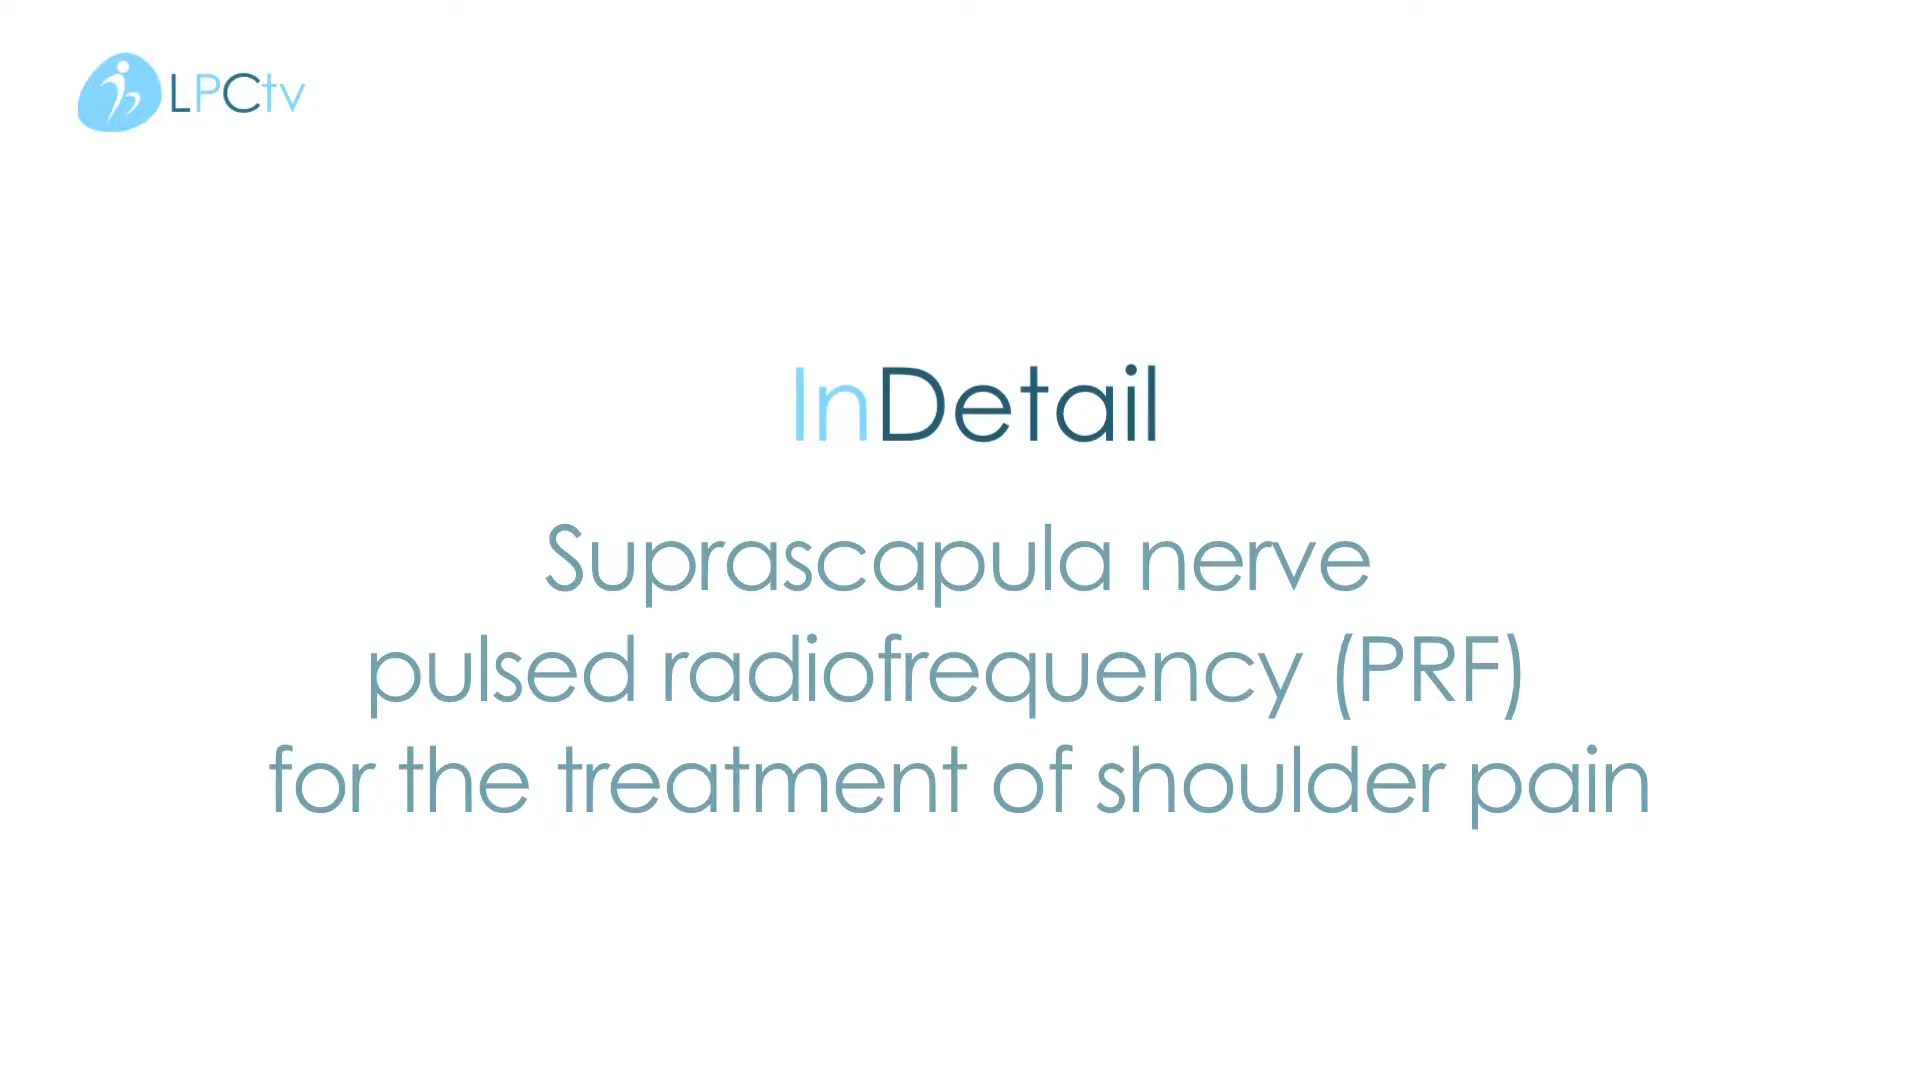 LPCtv
InDetail
Suprascapula nerve
pulsed radiofrequency (PRF)
for the treatment of shoulder pain